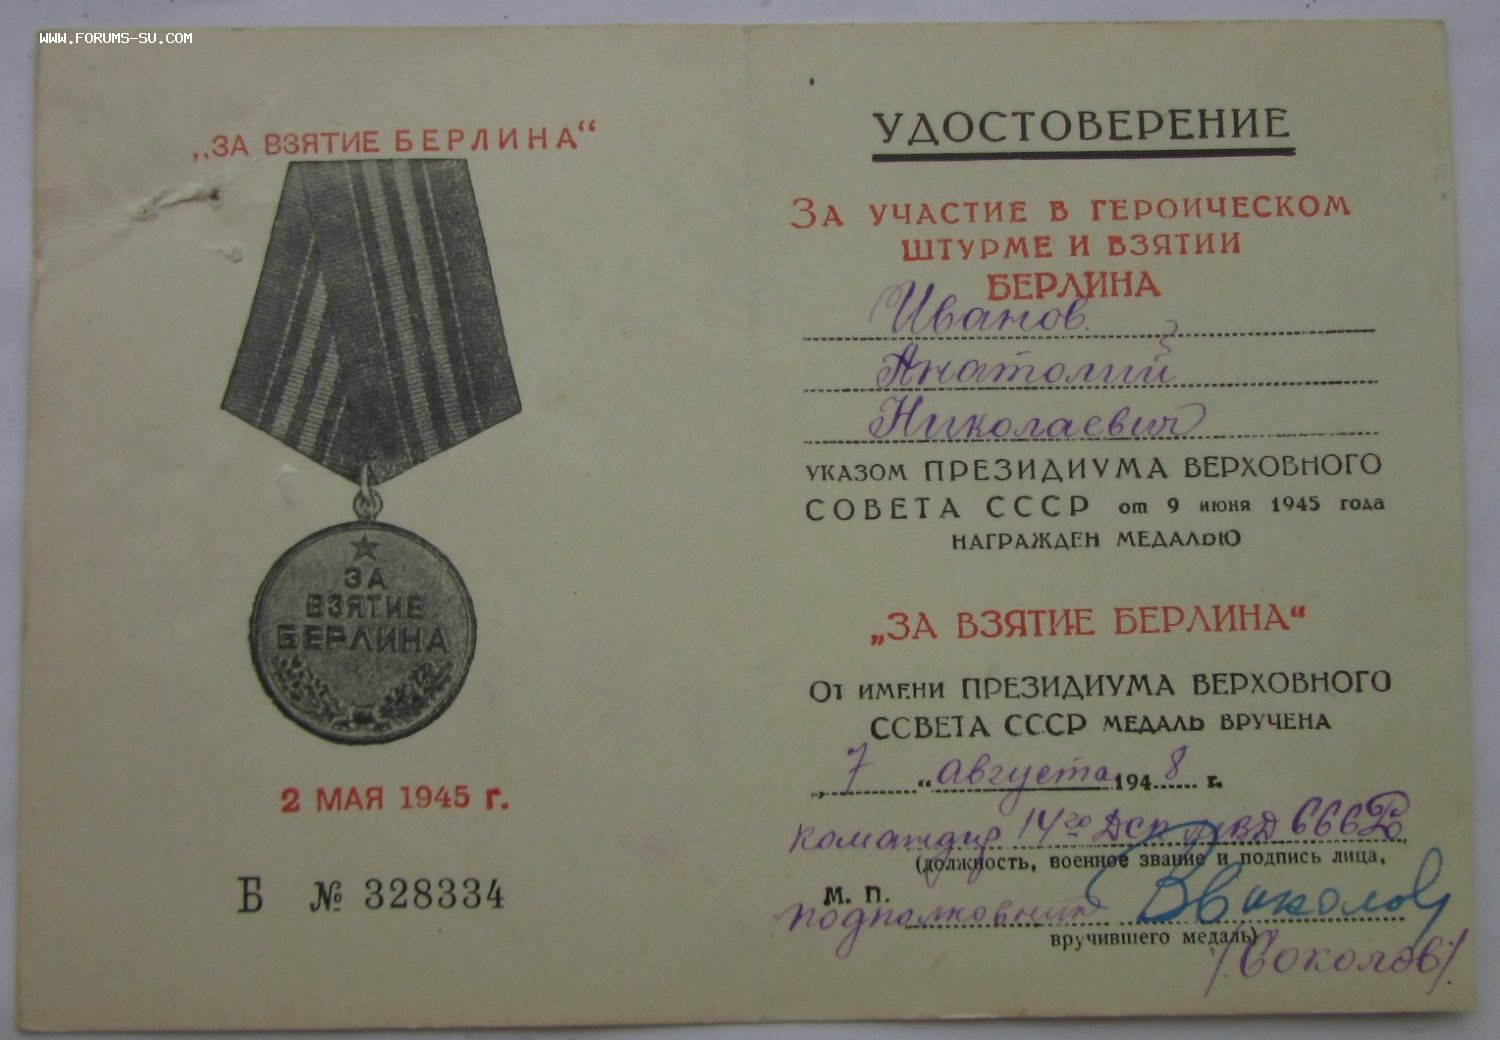 WWW.FORUMS-SU.COM
„ЗА ВЗЯТИЕ БЕРЛИНА“
ЗА
ВЗЯТИЕ
БЕРЛИНА
2 МАЯ 1945 Г.
Б № 328334
УДОСТОВЕРЕНИЕ
ЗА УЧАСТИЕ В ГЕРОИЧЕСКОМ
ШТУРМЕ И ВЗЯТИИ
БЕРЛИНА
Иванов
Анатолий
Николаевич
УКАЗОМ ПРЕЗИДИУМА ВЕРХОВНОГО
СОВЕТА СССР от 9 июня 1945 года
НАГРАЖДЕН МЕДАЛЬЮ
„ЗА ВЗЯТИЕ БЕРЛИНА“
ОТ ИМЕНИ ПРЕЗИДИУМА ВЕРХОВНОГО
СОВЕТА СССР МЕДАЛЬ ВРУЧЕНА
„7“ августа 1948 г.
командир 14го МВД
(должность, военное звание и подпись лица,
М. П.
подполковник
вручившего медаль)
/Соколов/